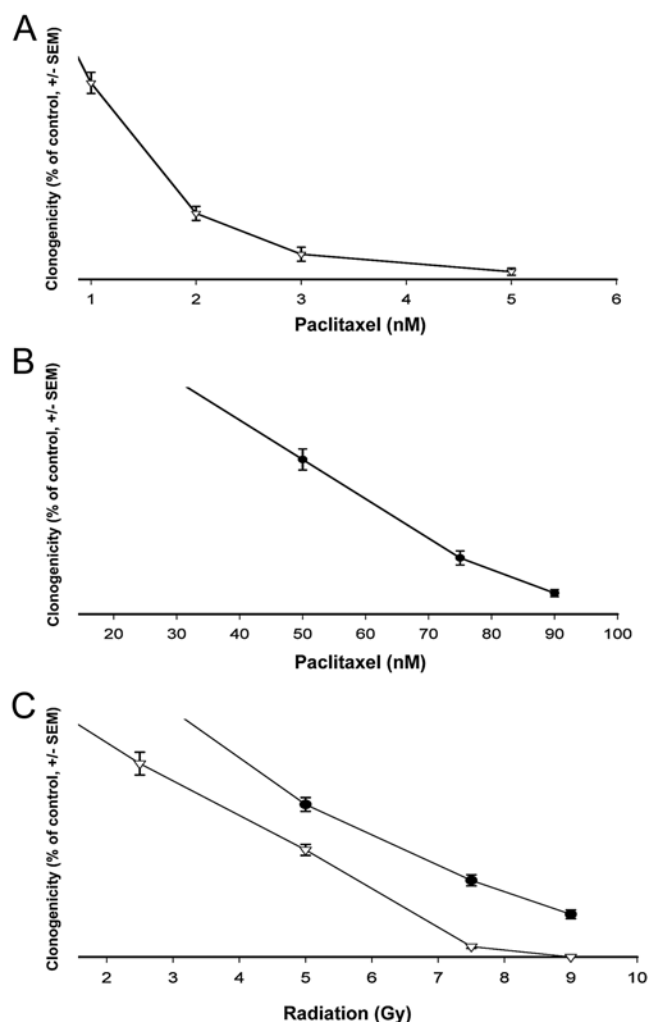 A
Clonogenicity (% of control, +/- SEM)
1 2 3 4 5 6
Paclitaxel (nM)
B
Clonogenicity (% of control, +/- SEM)
20 30 40 50 60 70 80 90 100
Paclitaxel (nM)
C
Clonogenicity (% of control, +/- SEM)
2 3 4 5 6 7 8 9 10
Radiation (Gy)